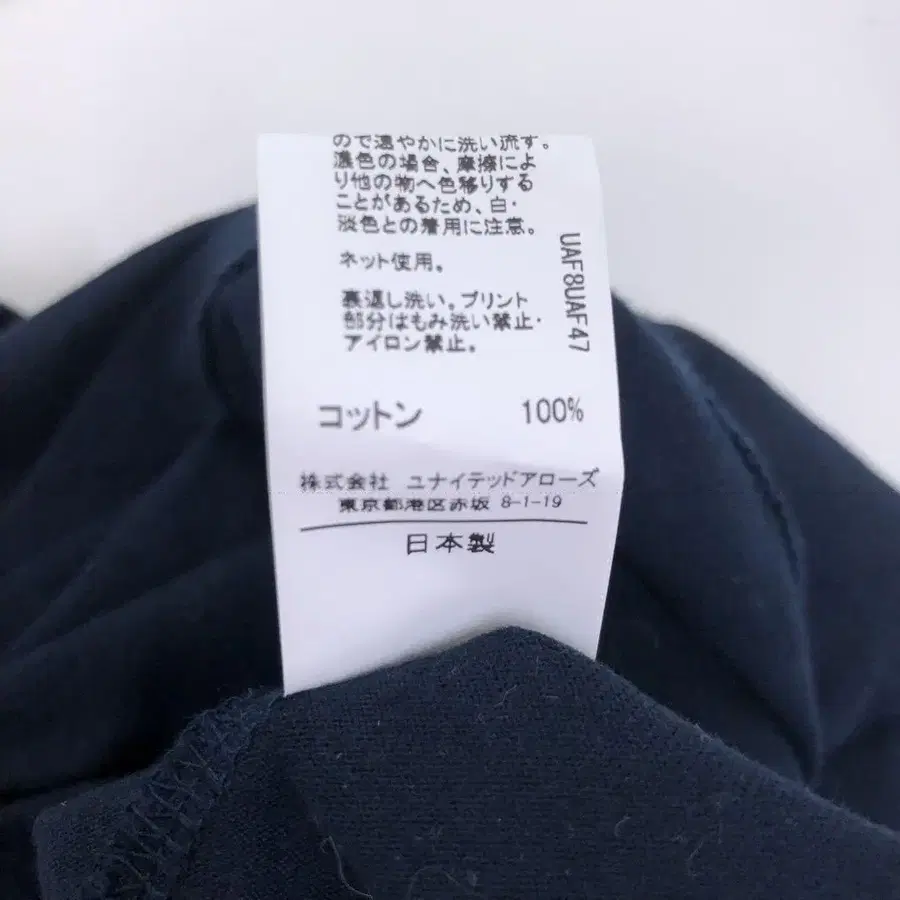 ので速やかに洗い流す。
濃色の場合、摩擦によ
り他の物へ色移りする
ことがあるため、白・
淡色との着用に注意。
ネット使用。
裏返し洗い。プリント
部分はもみ洗い禁止・
アイロン禁止。
UAF8UAF47
コットン 100%
株式会社 ユナイテッドアローズ
東京都港区赤坂 8-1-19
日本製